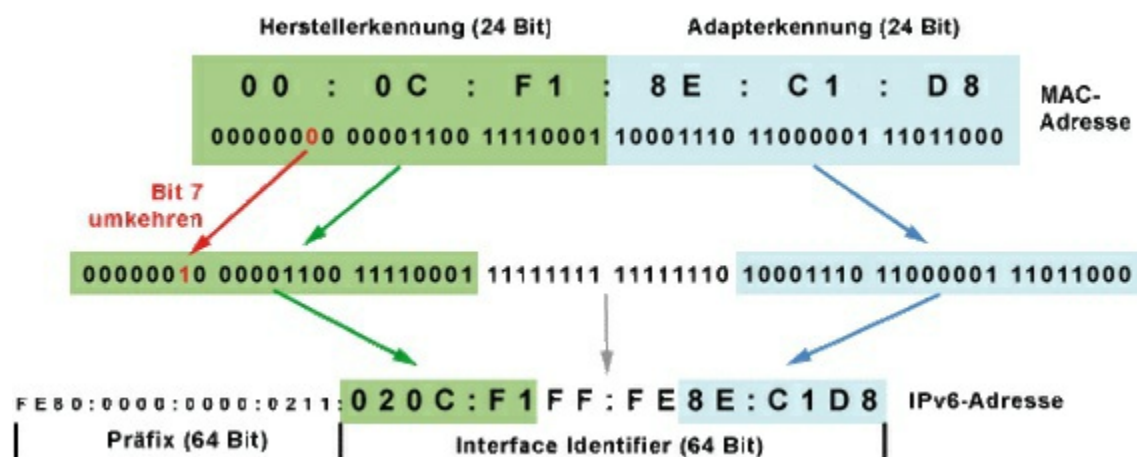 Herstellerkennung (24 Bit) Adapterkennung (24 Bit)
00 : 0C : F1 : 8E : C1 : D8
MAC-
Adresse
00000000 00001100 11110001 10001110 11000001 11011000
Bit 7
umkehren
00000010 00001100 11110001 11111111 11111110 10001110 11000001 11011000
FE80:0000:0000:0211:020C:F1FF:FE8E:C1D8 IPv6-Adresse
Präfix (64 Bit) Interface Identifier (64 Bit)